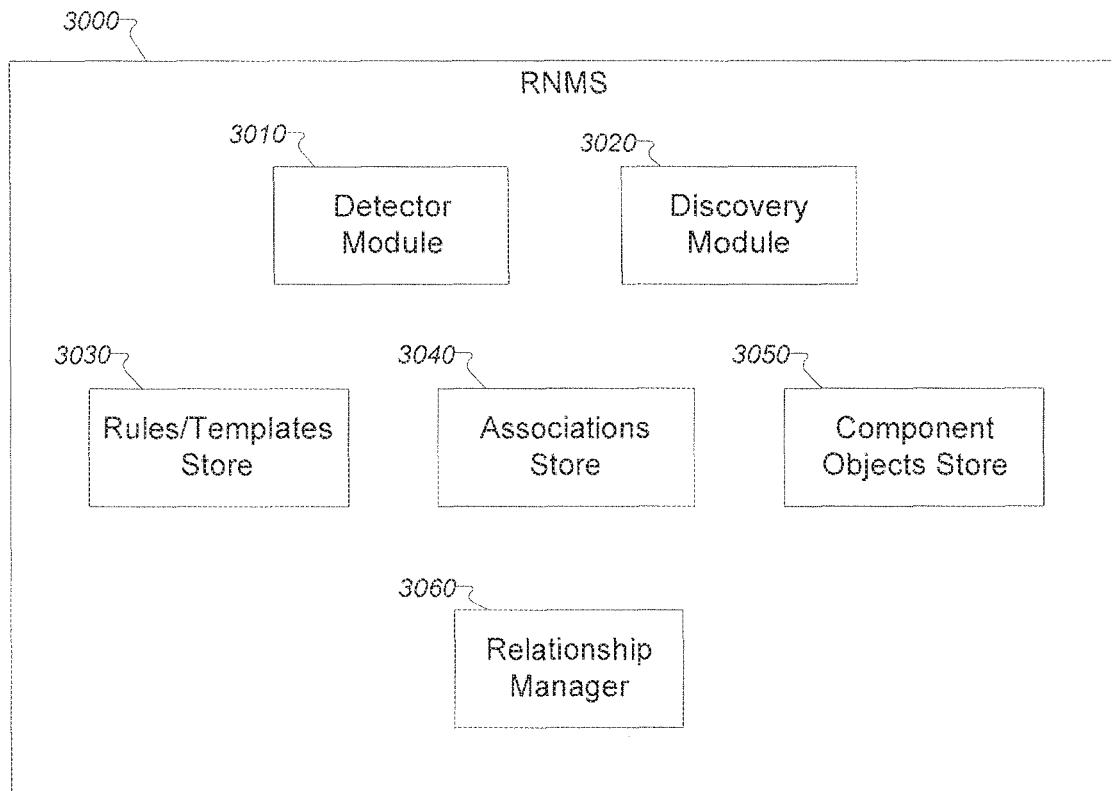 3000
RNMS
3010
3020
Detector
Module
Discovery
Module
3030
3040
3050
Rules/Templates
Store
Associations
Store
Component
Objects Store
3060
Relationship
Manager